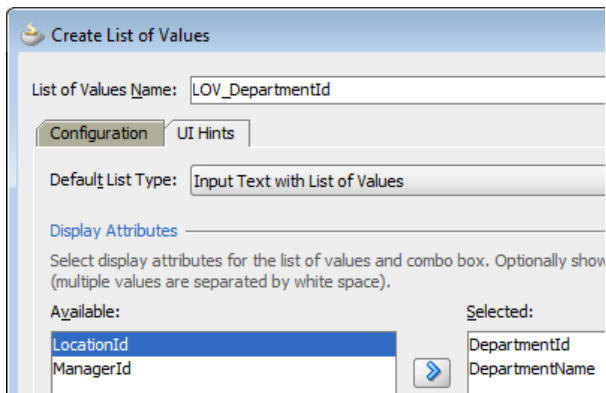 Create List of Values
List of Values Name: LOV_DepartmentId
Configuration UI Hints
Default List Type: Input Text with List of Values
Display Attributes
Select display attributes for the list of values and combo box. Optionally show
(multiple values are separated by white space).
Available: Selected:
LocationId DepartmentId
ManagerId DepartmentName